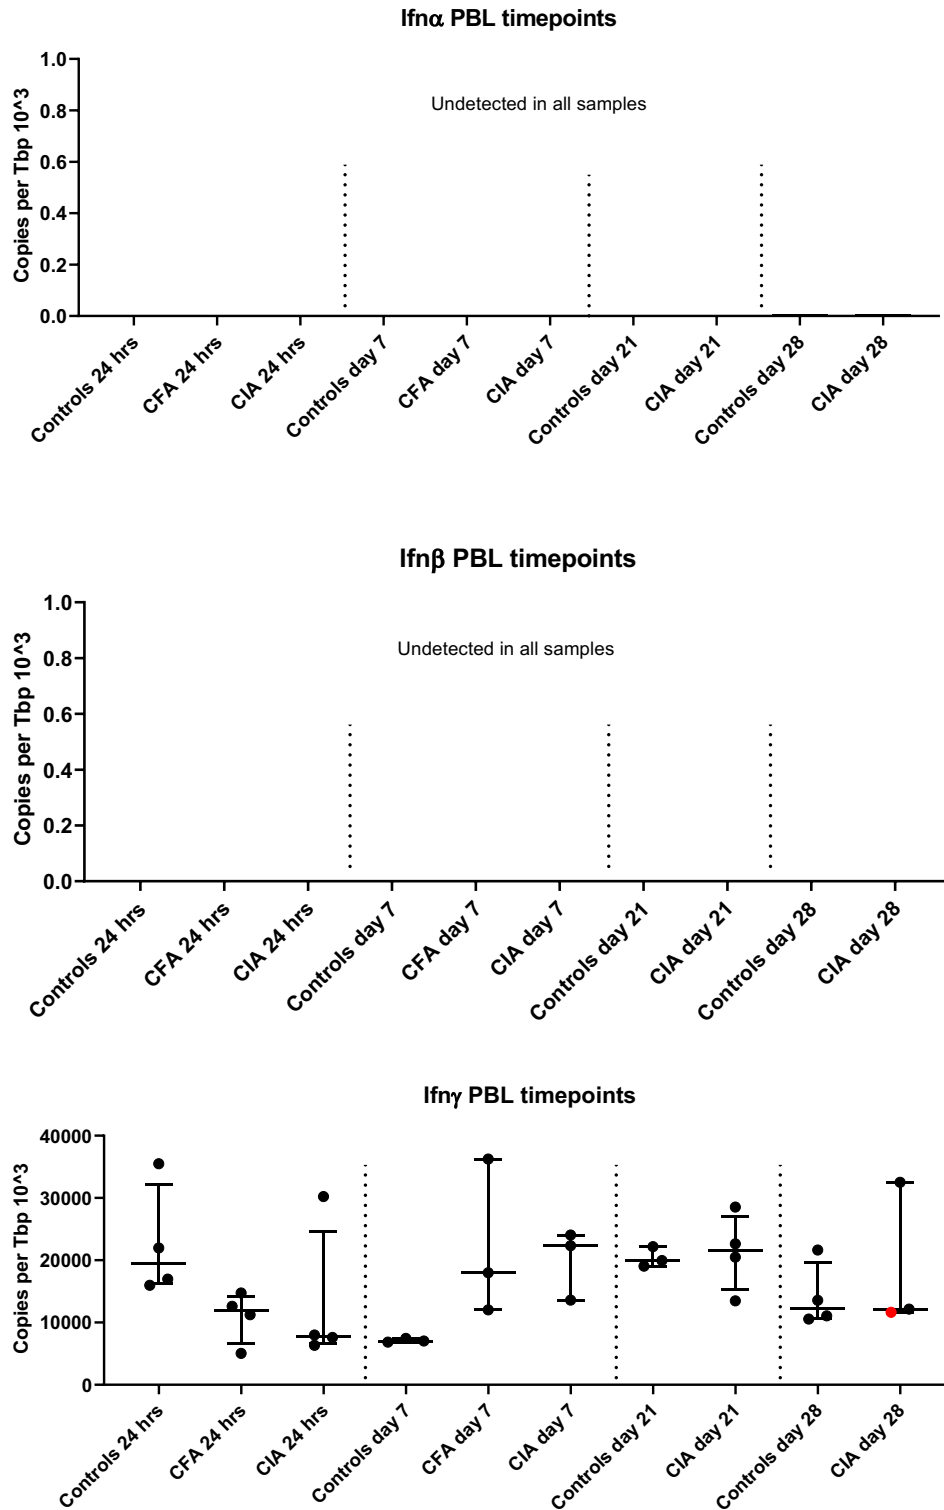 Ifnα PBL timepoints
Copies per Tbp 10^3
1.0
0.8
0.6
0.4
0.2
0.0
Undetected in all samples
Controls 24 hrs
CFA 24 hrs
CIA 24 hrs
Controls day 7
CFA day 7
CIA day 7
Controls day 21
CIA day 21
Controls day 28
CIA day 28
Ifnβ PBL timepoints
Copies per Tbp 10^3
1.0
0.8
0.6
0.4
0.2
0.0
Undetected in all samples
Controls 24 hrs
CFA 24 hrs
CIA 24 hrs
Controls day 7
CFA day 7
CIA day 7
Controls day 21
CIA day 21
Controls day 28
CIA day 28
Ifnγ PBL timepoints
Copies per Tbp 10^3
40000
30000
20000
10000
0
Controls 24 hrs
CFA 24 hrs
CIA 24 hrs
Controls day 7
CFA day 7
CIA day 7
Controls day 21
CIA day 21
Controls day 28
CIA day 28